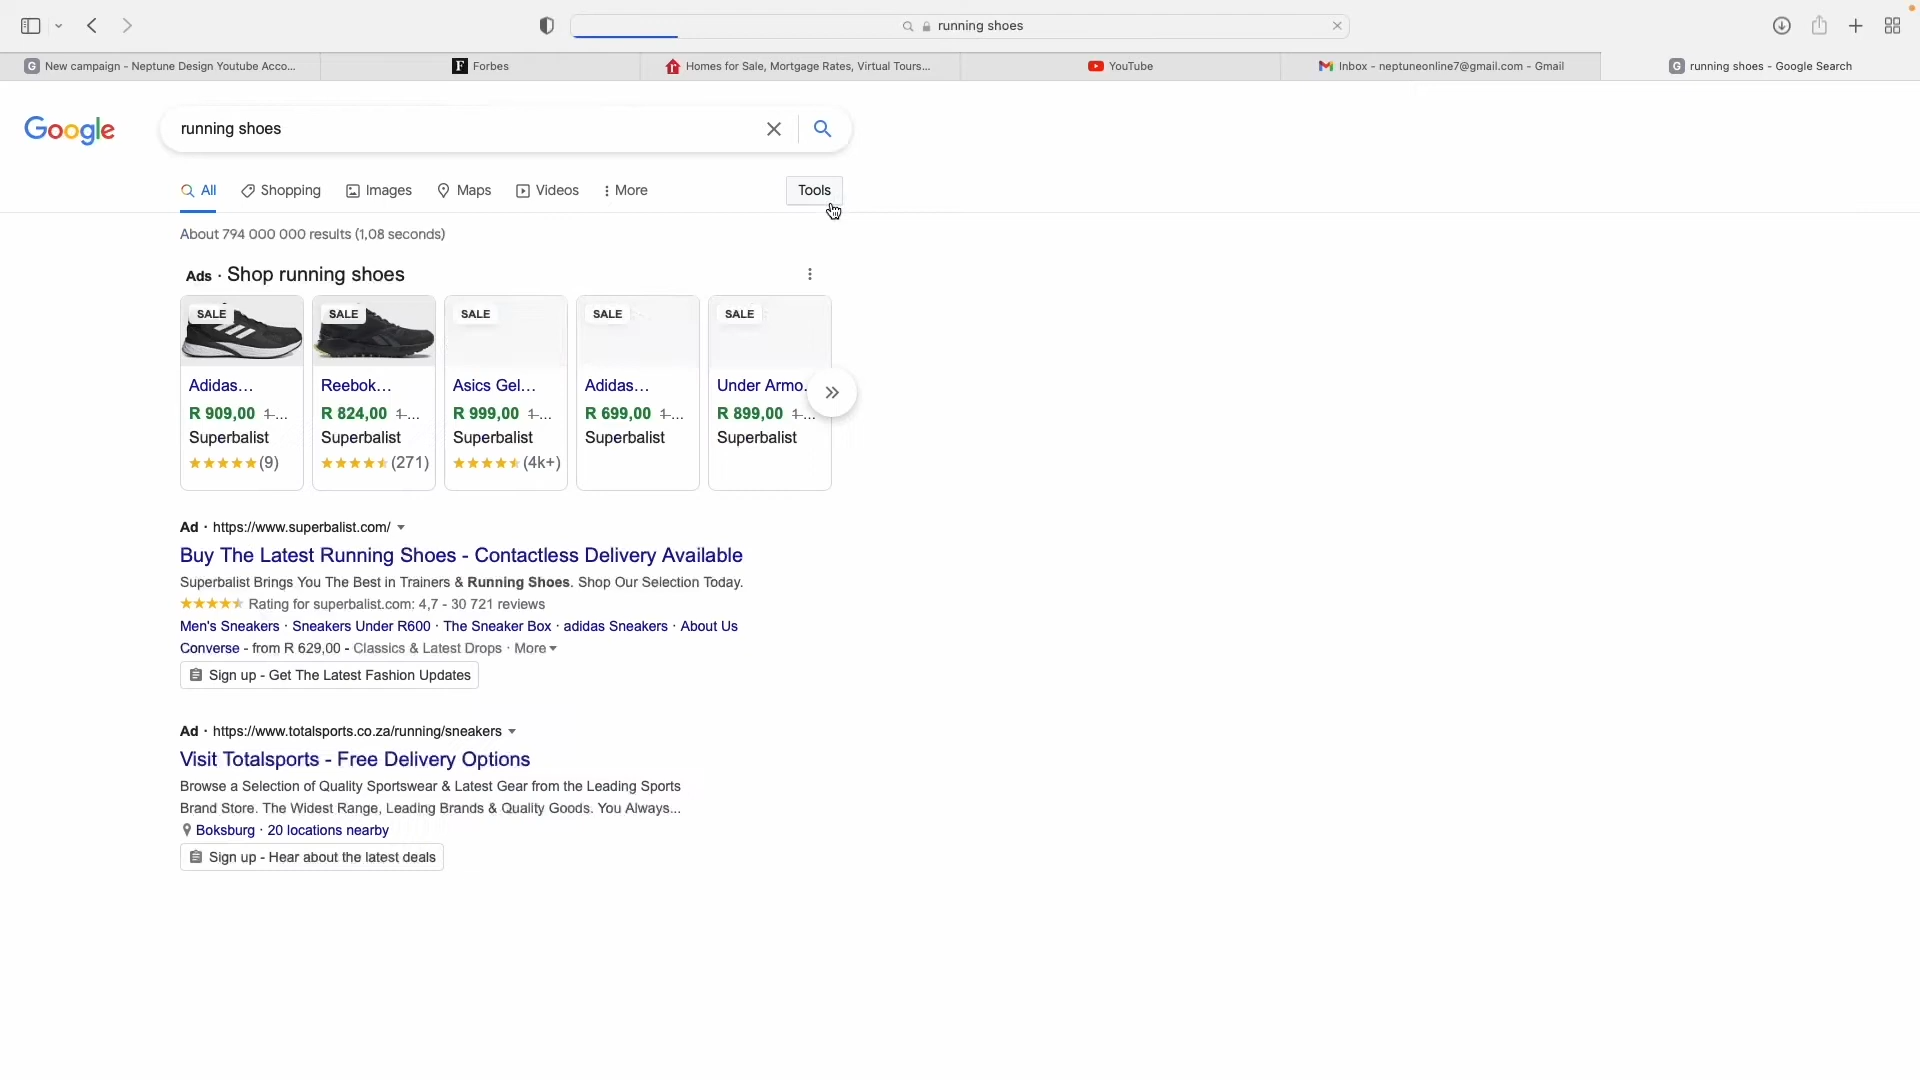 running shoes
New campaign - Neptune Design Youtube Acco...
Forbes
Homes for Sale, Mortgage Rates, Virtual Tours...
YouTube
Inbox - neptuneonline7@gmail.com - Gmail
running shoes - Google Search
Google
running shoes
All
Shopping
Images
Maps
Videos
More
Tools
About 794 000 000 results (1,08 seconds)
Ads · Shop running shoes
SALE
SALE
SALE
SALE
SALE
Adidas...
Reebok...
Asics Gel...
Adidas...
Under Armo.
R 909,00 1...
R 824,00 1...
R 999,00 1...
R 699,00 1...
R 899,00 1...
Superbalist
Superbalist
Superbalist
Superbalist
Superbalist
(9)
(271)
(4k+)
Ad · https://www.superbalist.com/
Buy The Latest Running Shoes - Contactless Delivery Available
Superbalist Brings You The Best in Trainers & Running Shoes. Shop Our Selection Today.
Rating for superbalist.com: 4,7 - 30 721 reviews
Men's Sneakers · Sneakers Under R600 · The Sneaker Box · adidas Sneakers · About Us
Converse - from R 629,00 - Classics & Latest Drops · More
Sign up - Get The Latest Fashion Updates
Ad · https://www.totalsports.co.za/running/sneakers
Visit Totalsports - Free Delivery Options
Browse a Selection of Quality Sportswear & Latest Gear from the Leading Sports
Brand Store. The Widest Range, Leading Brands & Quality Goods. You Always...
Boksburg · 20 locations nearby
Sign up - Hear about the latest deals